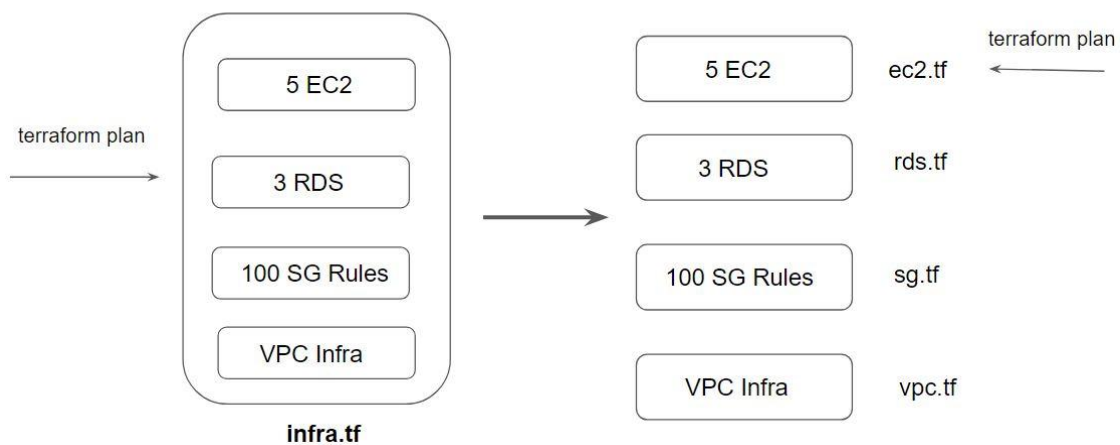 terraform plan
5 EC2
3 RDS
100 SG Rules
VPC Infra
infra.tf
terraform plan
5 EC2
ec2.tf
3 RDS
rds.tf
100 SG Rules
sg.tf
VPC Infra
vpc.tf